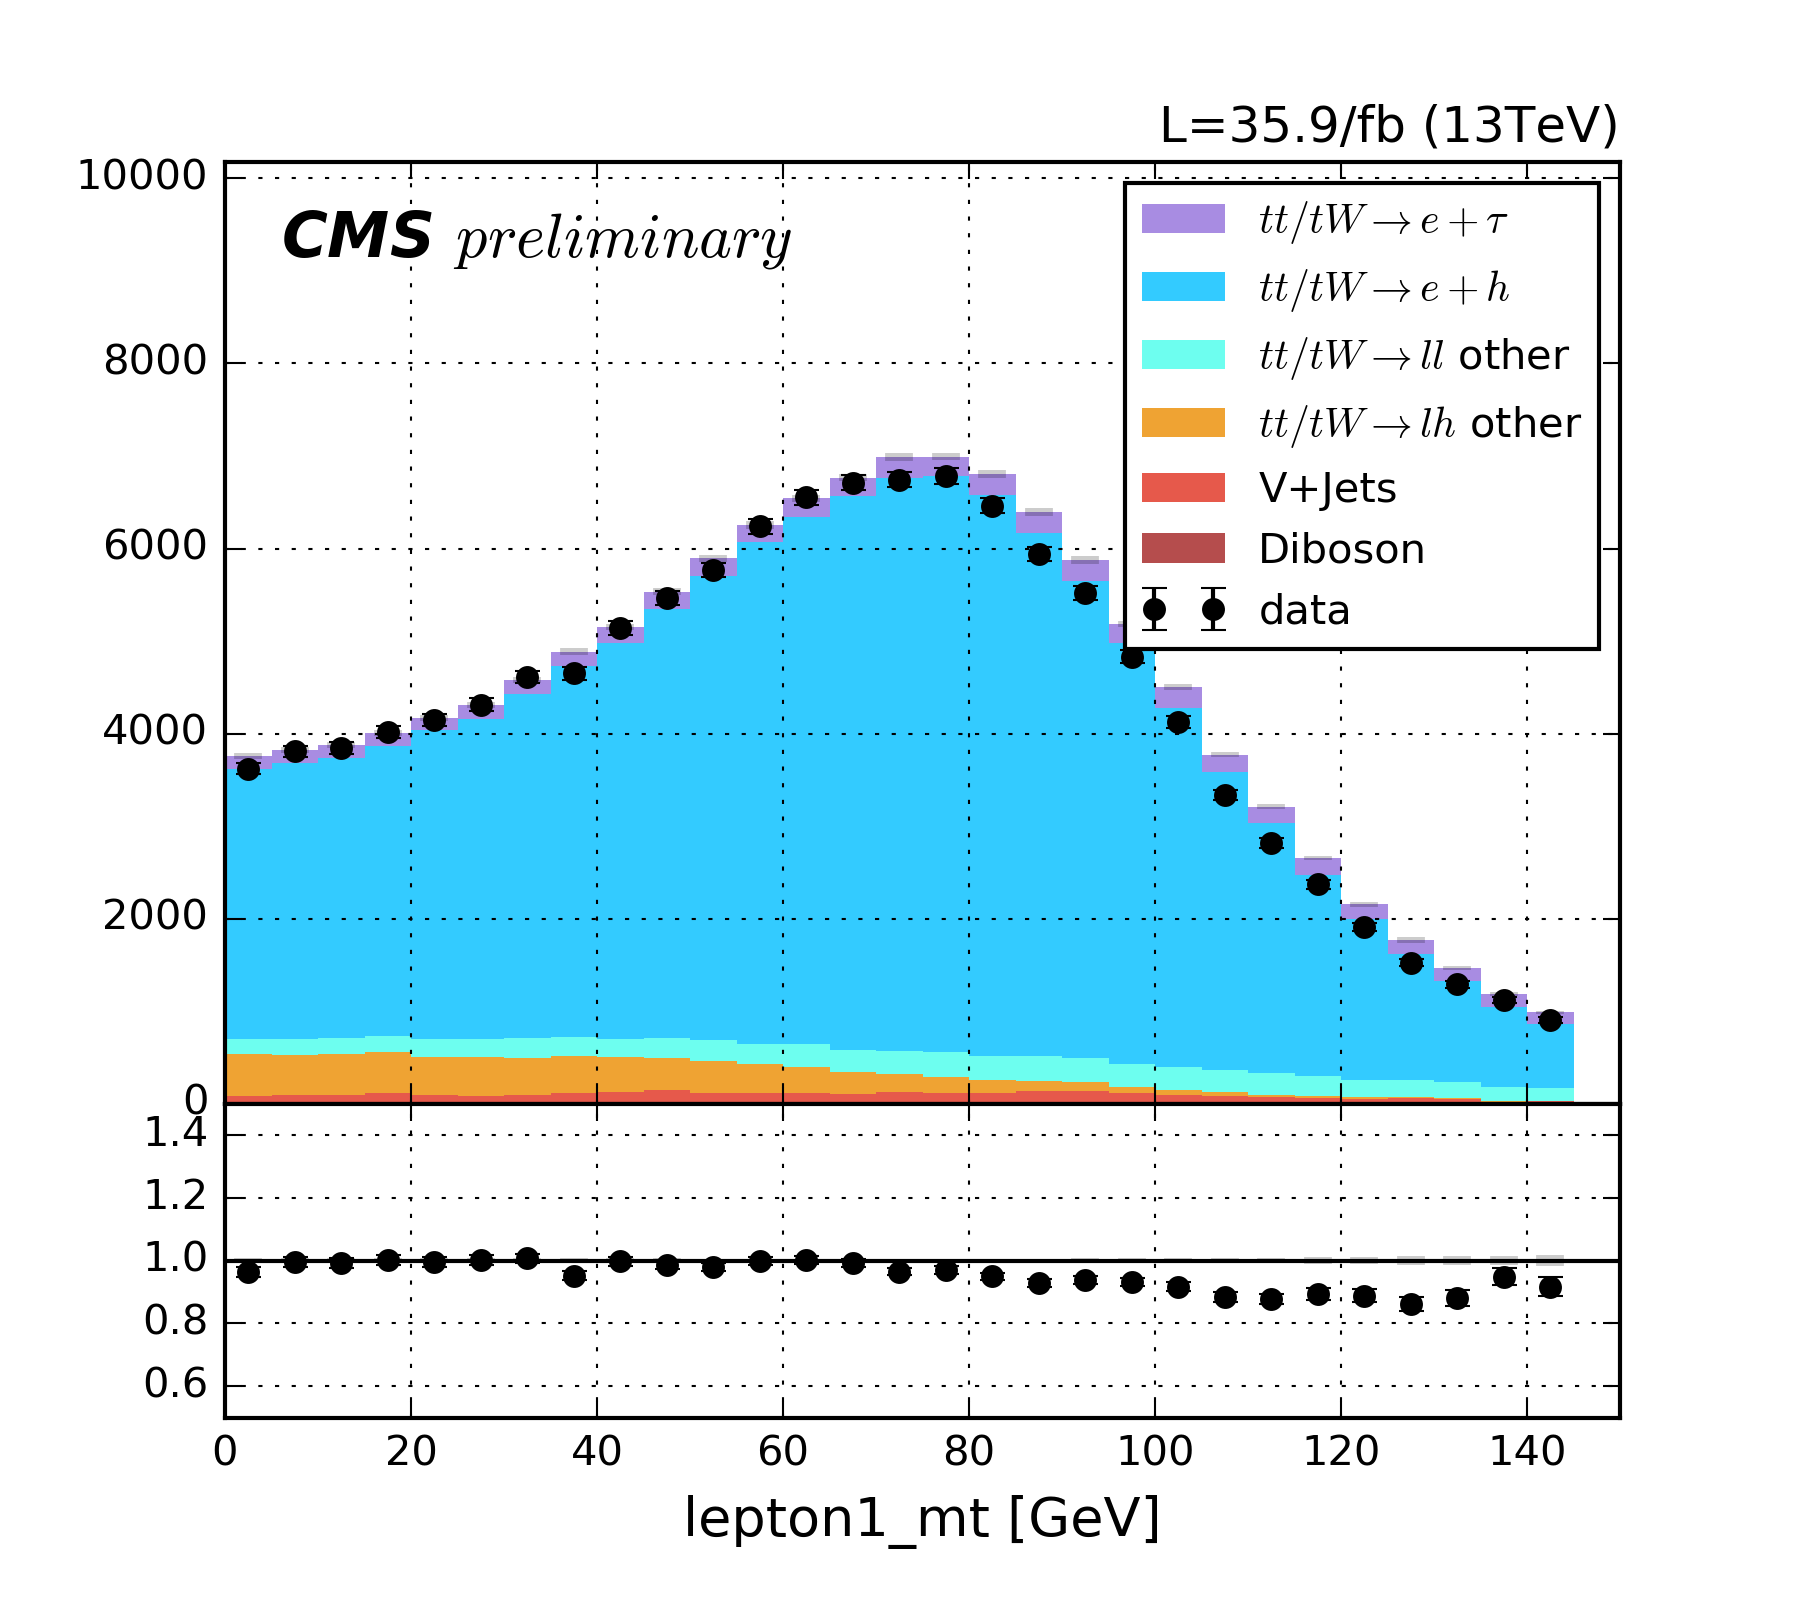 L=35.9/fb (13TeV)
CMS preliminary
10000
8000
6000
4000
2000
0
tt/tW→e+τ
tt/tW→e+h
tt/tW→ll other
tt/tW→lh other
V+Jets
Diboson
data
1.4
1.2
1.0
0.8
0.6
0 20 40 60 80 100 120 140
lepton1_mt [GeV]